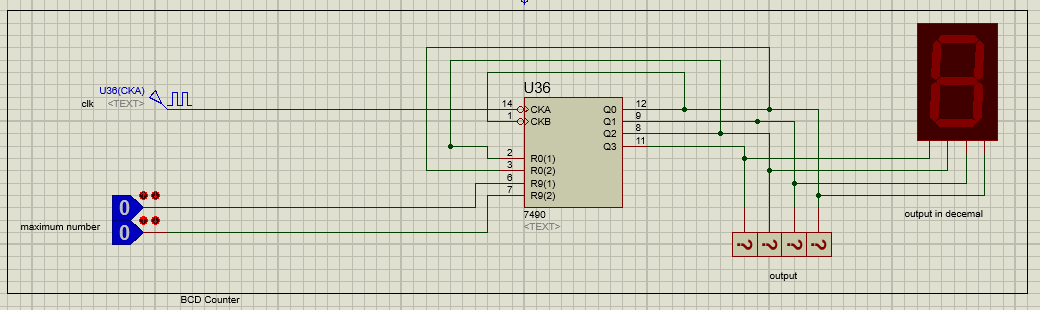 U36
U36(CKA)
clk
<TEXT>
14 CKA Q0 12
1 CKB Q1 9
Q2 8
Q3 11
2 R0(1)
3 R0(2)
6 R9(1)
7 R9(2)
0
0
maximum number
7490
<TEXT>
output in decemal
? ? ? ?
output
BCD Counter